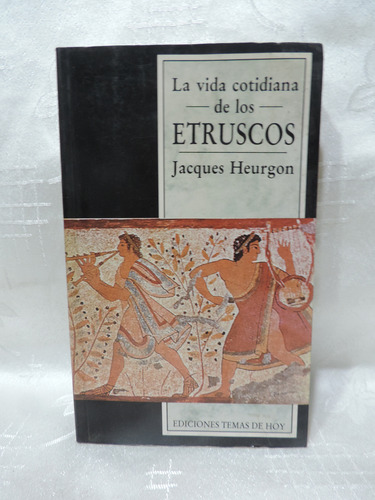 La vida cotidiana
de los
ETRUSCOS
Jacques Heurgon
EDICIONES TEMAS DE HOY